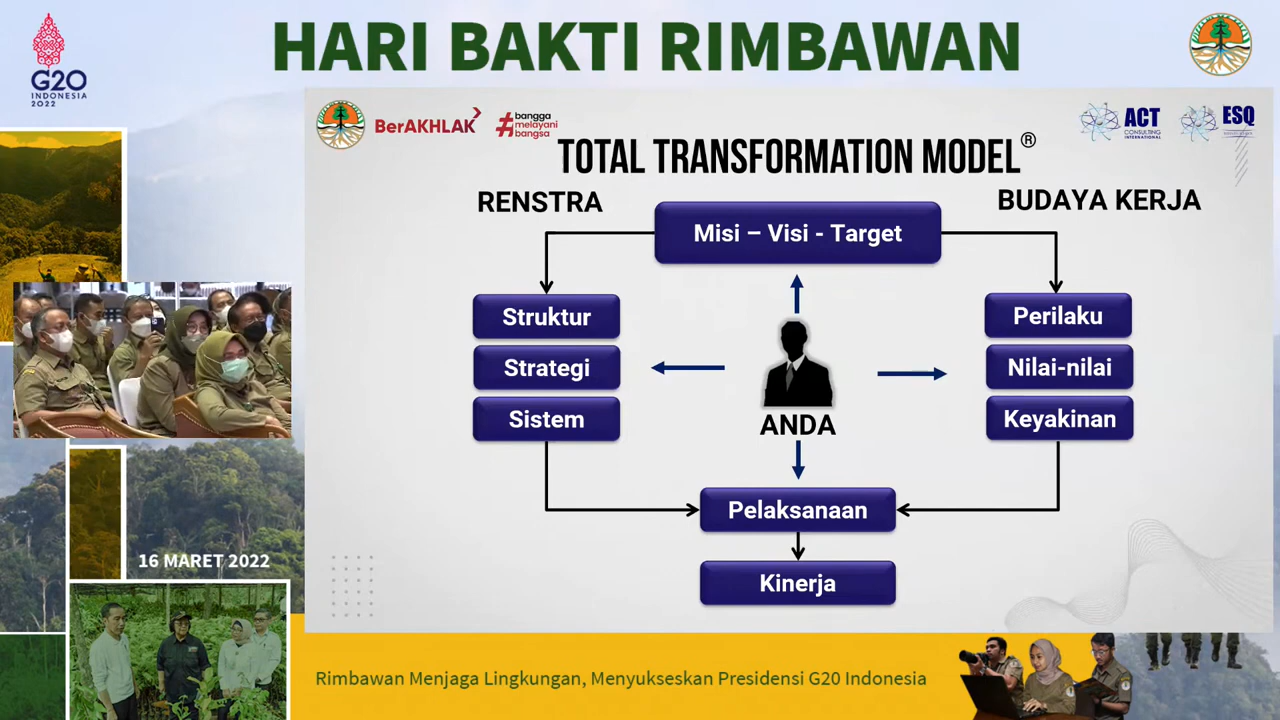 HARI BAKTI RIMBAWAN
G20
INDONESIA
2022
BerAKHLAK
#bangga
melayani
bangsa
ACT
CONSULTING
INTERNATIONAL
ESQ
TOTAL TRANSFORMATION MODEL®
RENSTRA
BUDAYA KERJA
Misi – Visi - Target
Struktur
Perilaku
Strategi
Nilai-nilai
Sistem
Keyakinan
ANDA
Pelaksanaan
Kinerja
16 MARET 2022
Rimbawan Menjaga Lingkungan, Menyukseskan Presidensi G20 Indonesia